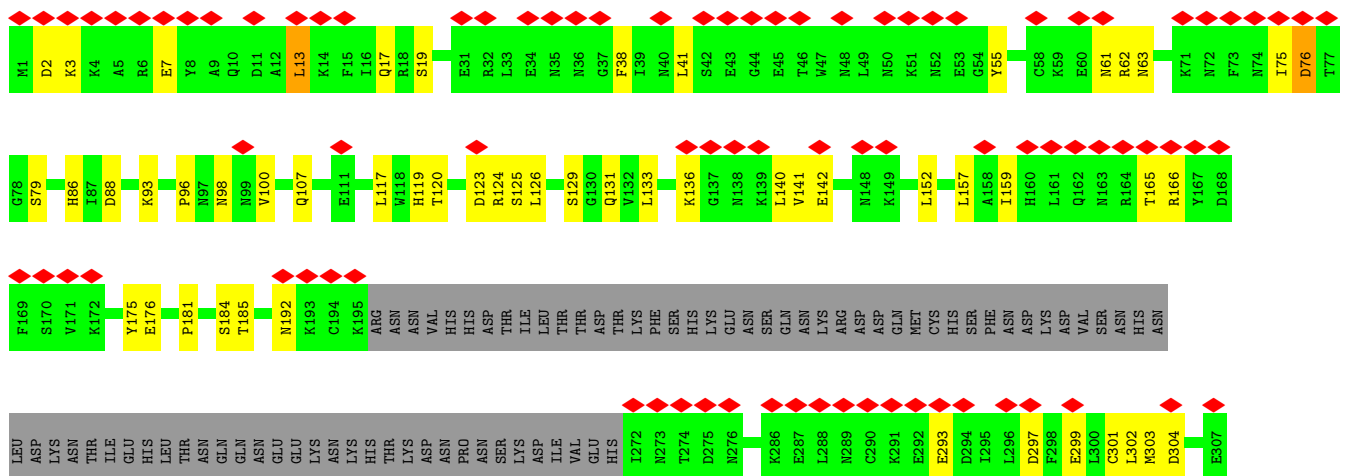 M1 D2 K3 K4 A5 R6 E7 Y8 A9 Q10 D11 A12 L13 K14 F15 I16 Q17 R18 S19 E31 R32 L33 E34 N35 N36 G37 F38 I39 N40 L41 S42 E43 G44 E45 T46 W47 N48 L49 N50 K51 N52 E53 G54 Y55 C58 K59 E60 N61 R62 N63 K71 N72 F73 N74 I75 D76 T77
G78 S79 H86 I87 D88 K93 P96 N97 N98 N99 V100 Q107 E111 L117 W118 H119 T120 D123 R124 S125 L126 S129 G130 Q131 V132 L133 K136 G137 N138 K139 L140 V141 E142 N148 K149 L152 L157 A158 I159 H160 L161 Q162 N163 R164 T165 R166 Y167 D168
F169 S170 V171 K172 Y175 E176 P181 S184 T185 N192 K193 C194 K195 ARG ASN ASN VAL HIS HIS ASP THR ILE LEU THR THR ASP THR LYS PHE SER HIS LYS GLU ASN SER GLN ASN LYS ARG ASP ASP GLN MET CYS HIS SER PHE ASN ASP LYS ASP VAL SER ASN HIS ASN
LEU ASP LYS ASN THR ILE GLU HIS LEU THR ASN GLN GLN ASN GLU GLU LYS ASN LYS HIS THR LYS ASP ASN PRO ASN SER LYS ASP ILE VAL GLU HIS I272 N273 T274 D275 N276 K286 E287 L288 N289 C290 K291 E292 E293 D294 I295 L296 D297 F298 E299 L300 C301 L302 M303 D304 E307